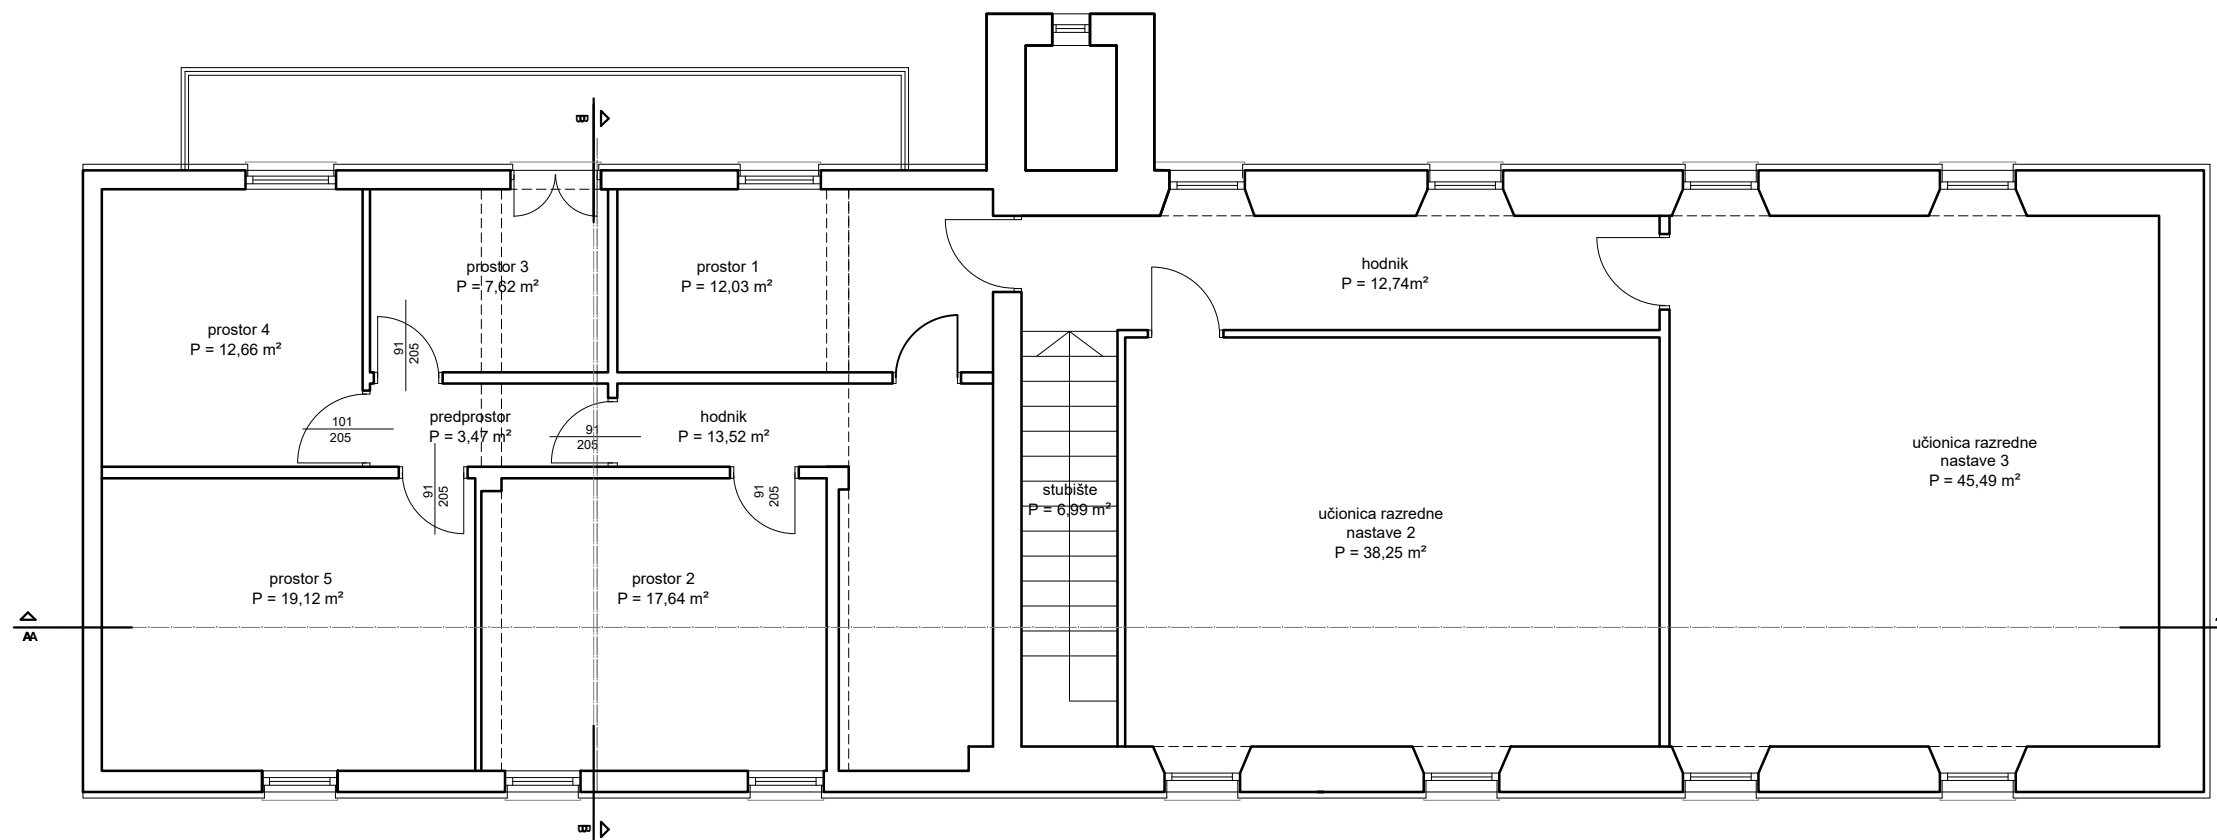 BB
prostor 3
P = 7,62 m²
prostor 1
P = 12,03 m²
hodnik
P = 12,74m²
prostor 4
P = 12,66 m²
91
205
predprostor
P = 3,47 m²
101
205
91
205
hodnik
P = 13,52 m²
učionica razredne
nastave 3
P = 45,49 m²
91
205
91
205
stubište
P = 6,99 m²
učionica razredne
nastave 2
P = 38,25 m²
prostor 5
P = 19,12 m²
prostor 2
P = 17,64 m²
AA
BB